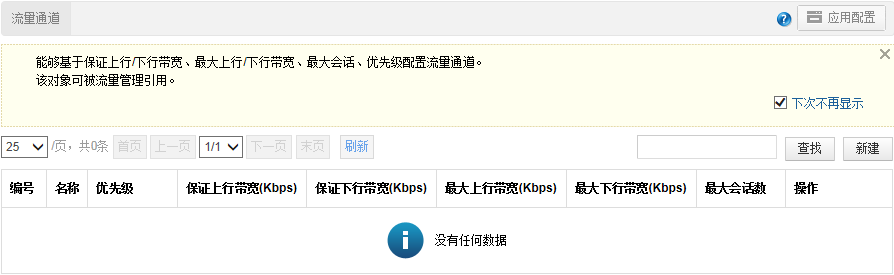 流量通道
应用配置
能够基于保证上行/下行带宽、最大上行/下行带宽、最大会话、优先级配置流量通道。
该对象可被流量管理引用。
下次不再显示
25 /页，共0条 首页 上一页 1/1 下一页 末页 刷新 查找 新建
编号 名称 优先级 保证上行带宽(Kbps) 保证下行带宽(Kbps) 最大上行带宽(Kbps) 最大下行带宽(Kbps) 最大会话数 操作
没有任何数据